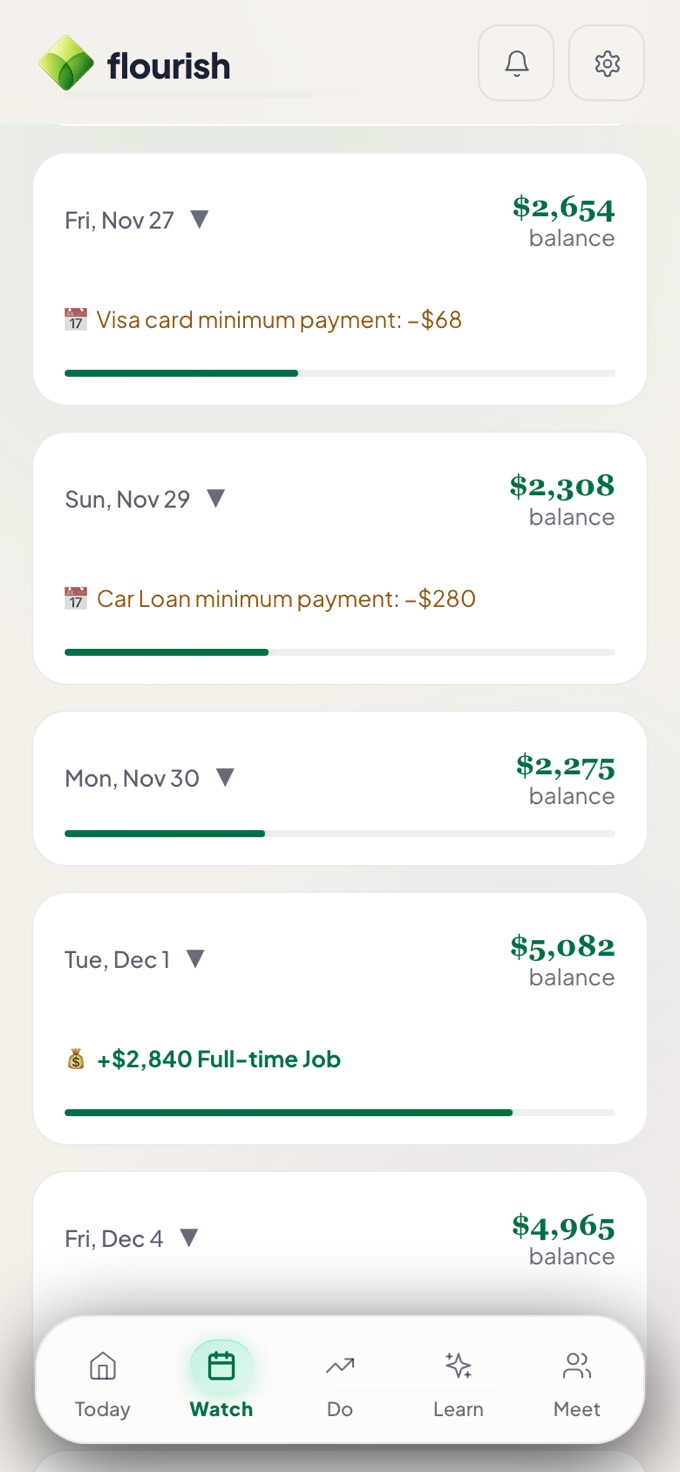 flourish
Fri, Nov 27 ▼
$2,654
balance
17 Visa card minimum payment: –$68
Sun, Nov 29 ▼
$2,308
balance
17 Car Loan minimum payment: –$280
Mon, Nov 30 ▼
$2,275
balance
Tue, Dec 1 ▼
$5,082
balance
+$2,840 Full-time Job
Fri, Dec 4 ▼
$4,965
balance
Today
Watch
Do
Learn
Meet